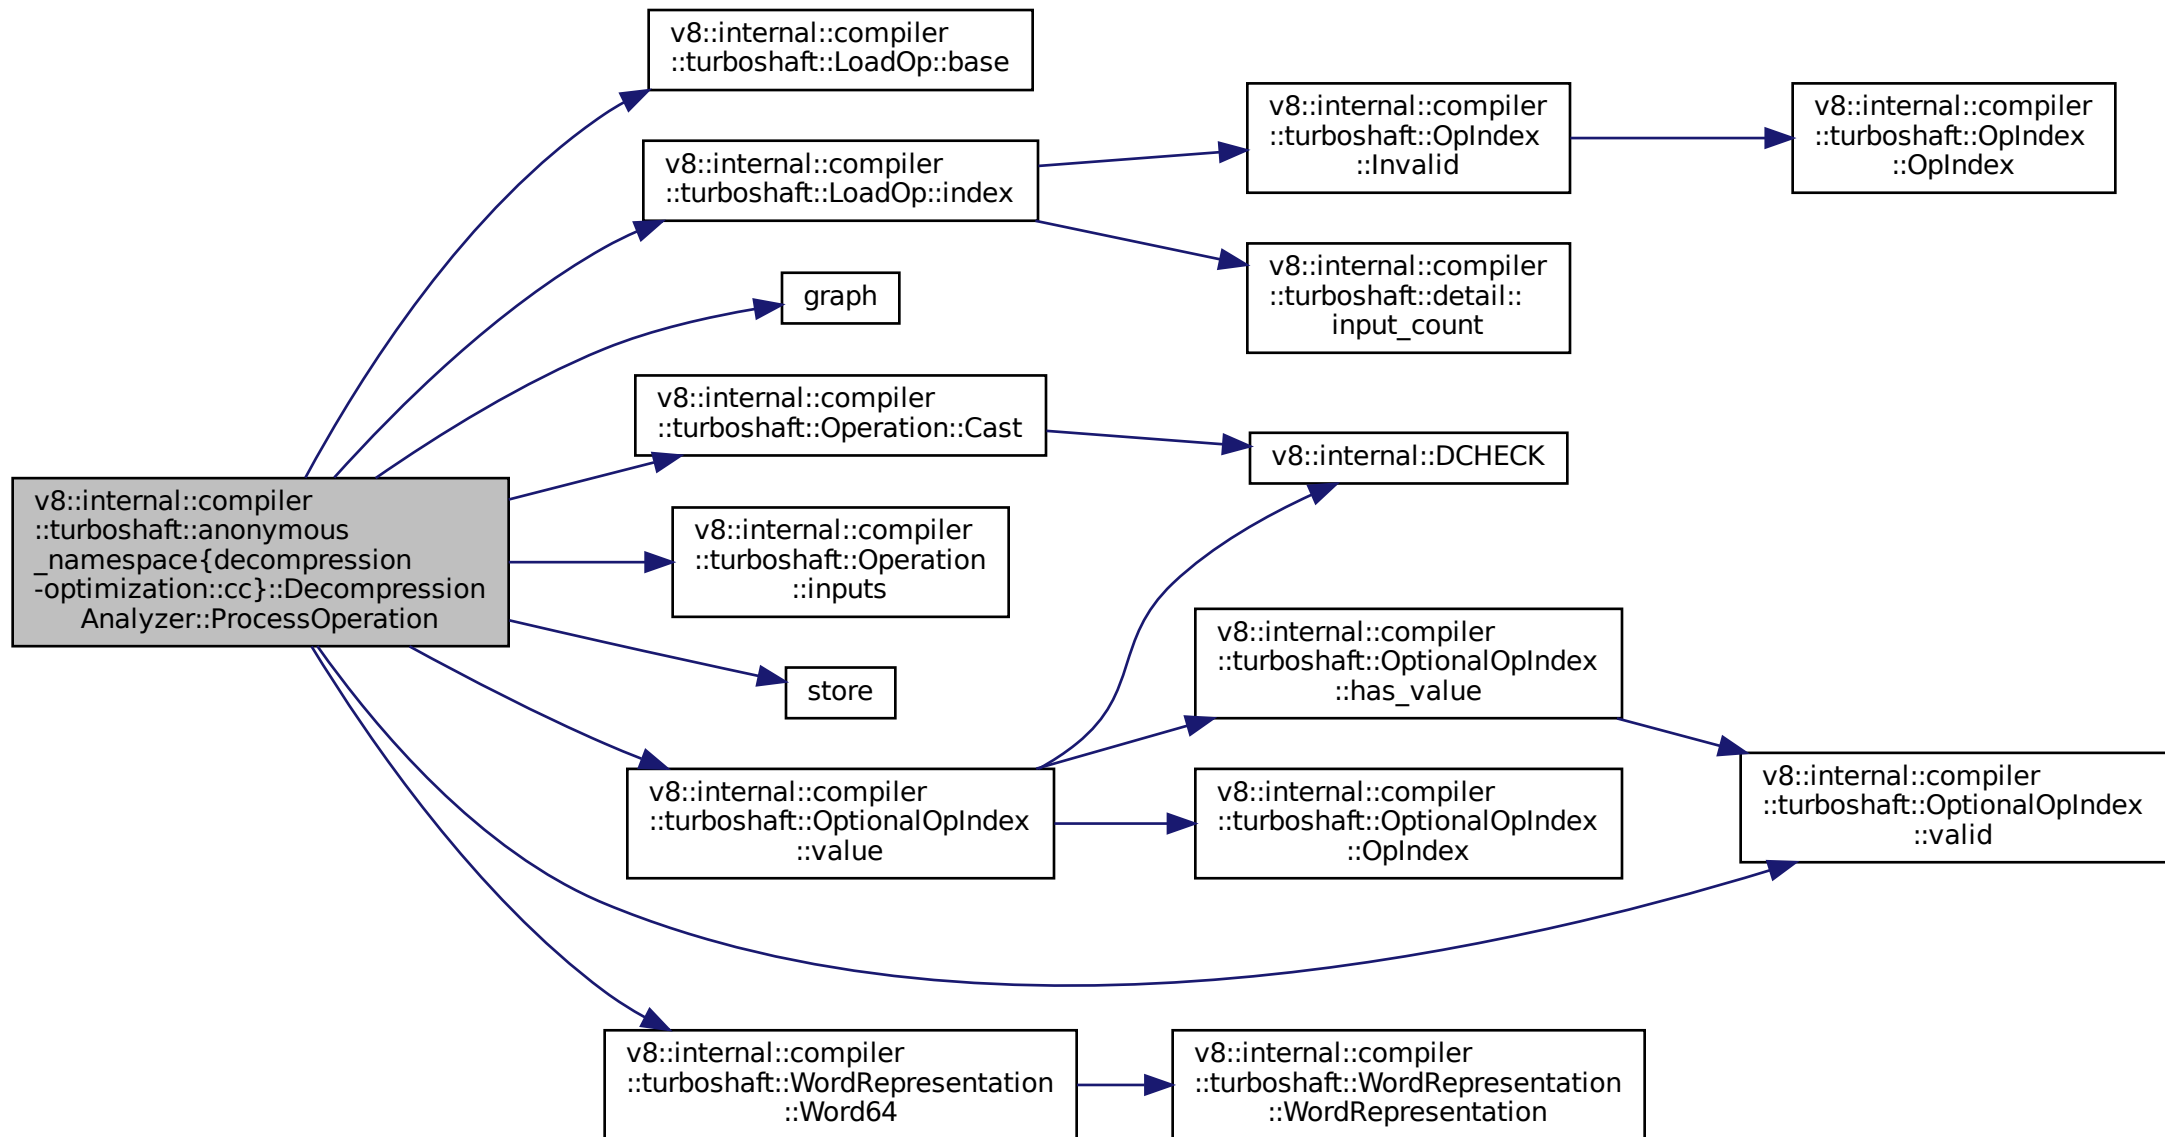 v8::internal::compiler
::turboshaft::LoadOp::base
v8::internal::compiler
::turboshaft::OpIndex
::Invalid
v8::internal::compiler
::turboshaft::OpIndex
::OpIndex
v8::internal::compiler
::turboshaft::LoadOp::index
v8::internal::compiler
::turboshaft::detail::
input_count
graph
v8::internal::compiler
::turboshaft::Operation::Cast
v8::internal::DCHECK
v8::internal::compiler
::turboshaft::anonymous
_namespace{decompression
-optimization::cc}::Decompression
Analyzer::ProcessOperation
v8::internal::compiler
::turboshaft::Operation
::inputs
v8::internal::compiler
::turboshaft::OptionalOpIndex
::has_value
store
v8::internal::compiler
::turboshaft::OptionalOpIndex
::valid
v8::internal::compiler
::turboshaft::OptionalOpIndex
::value
v8::internal::compiler
::turboshaft::OptionalOpIndex
::OpIndex
v8::internal::compiler
::turboshaft::WordRepresentation
::Word64
v8::internal::compiler
::turboshaft::WordRepresentation
::WordRepresentation